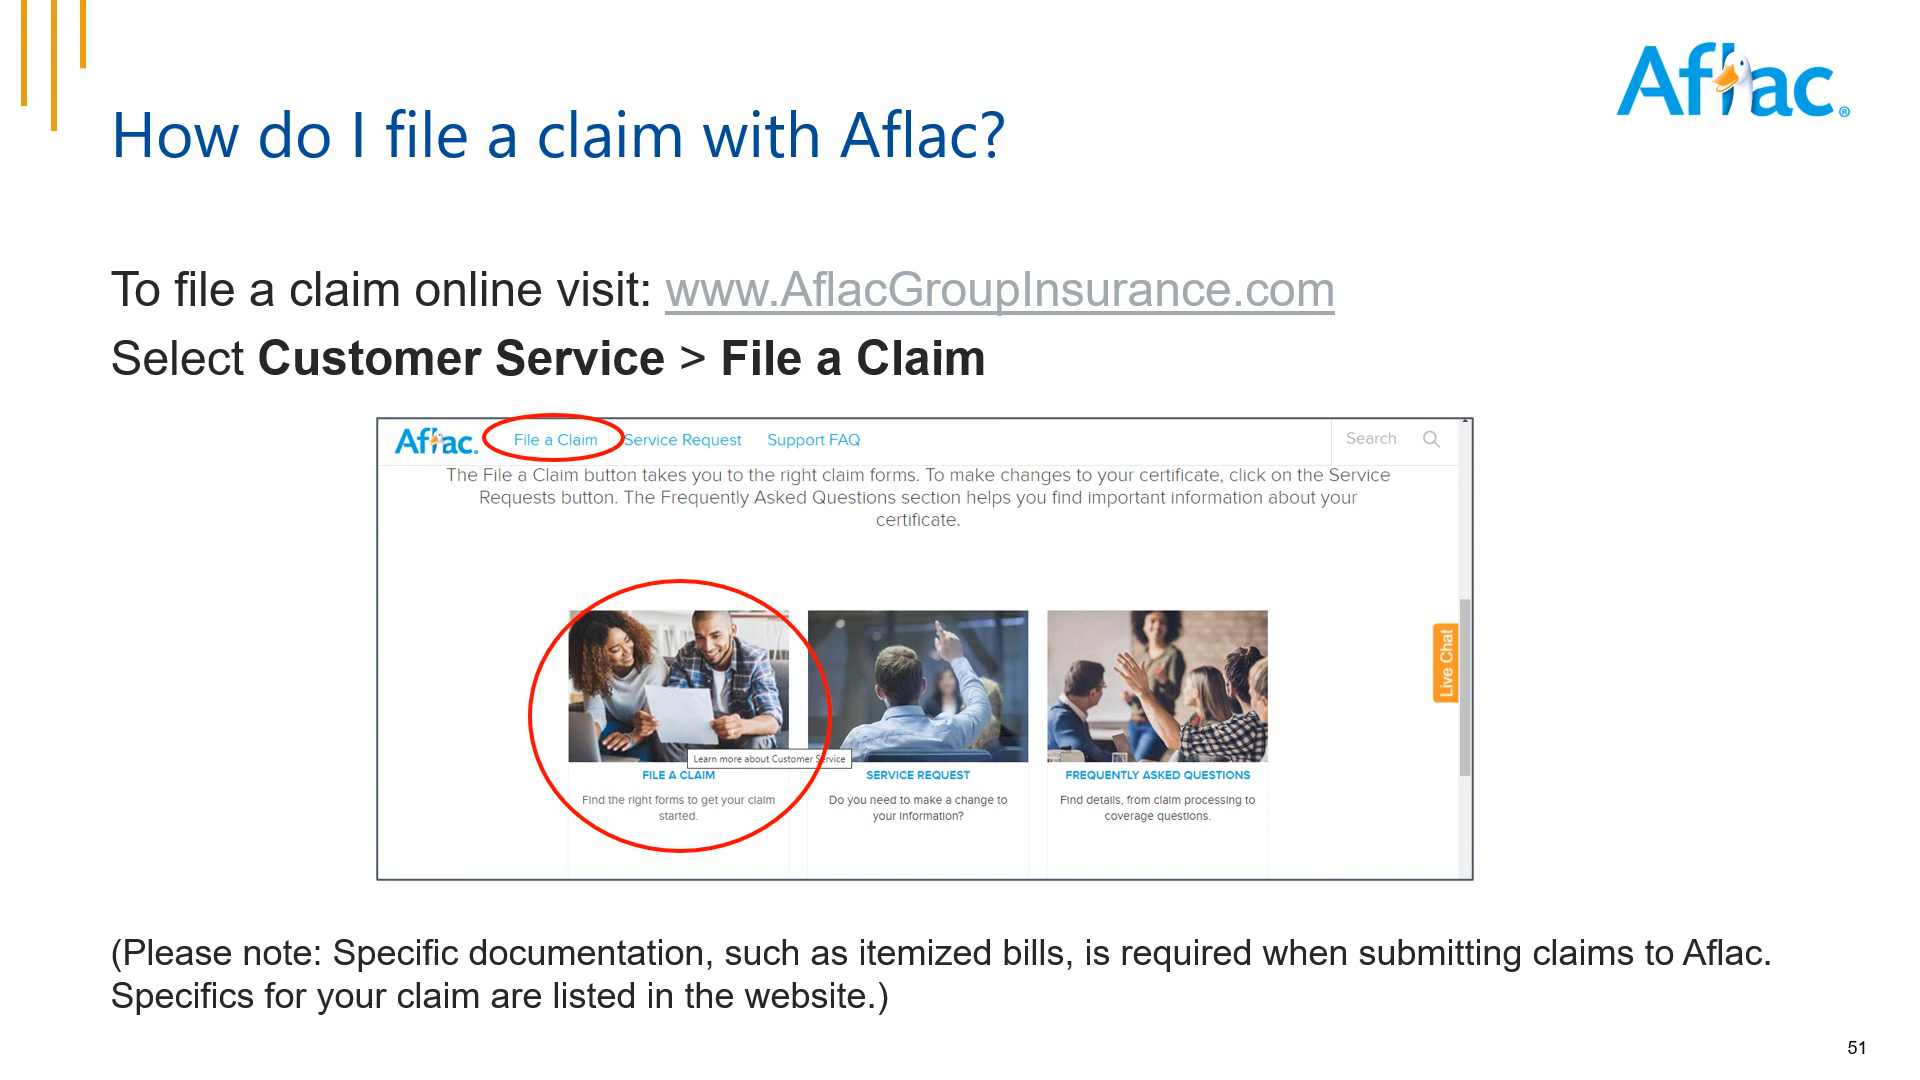 Aflac®
How do I file a claim with Aflac?
To file a claim online visit: www.AflacGroupInsurance.com
Select Customer Service > File a Claim
Aflac. File a Claim Service Request Support FAQ Search
The File a Claim button takes you to the right claim forms. To make changes to your certificate, click on the Service
Requests button. The Frequently Asked Questions section helps you find important information about your
certificate.
Live Chat
Learn more about Customer Service
FILE A CLAIM
Find the right forms to get your claim
started.
SERVICE REQUEST
Do you need to make a change to
your information?
FREQUENTLY ASKED QUESTIONS
Find details, from claim processing to
coverage questions.
(Please note: Specific documentation, such as itemized bills, is required when submitting claims to Aflac.
Specifics for your claim are listed in the website.)
51